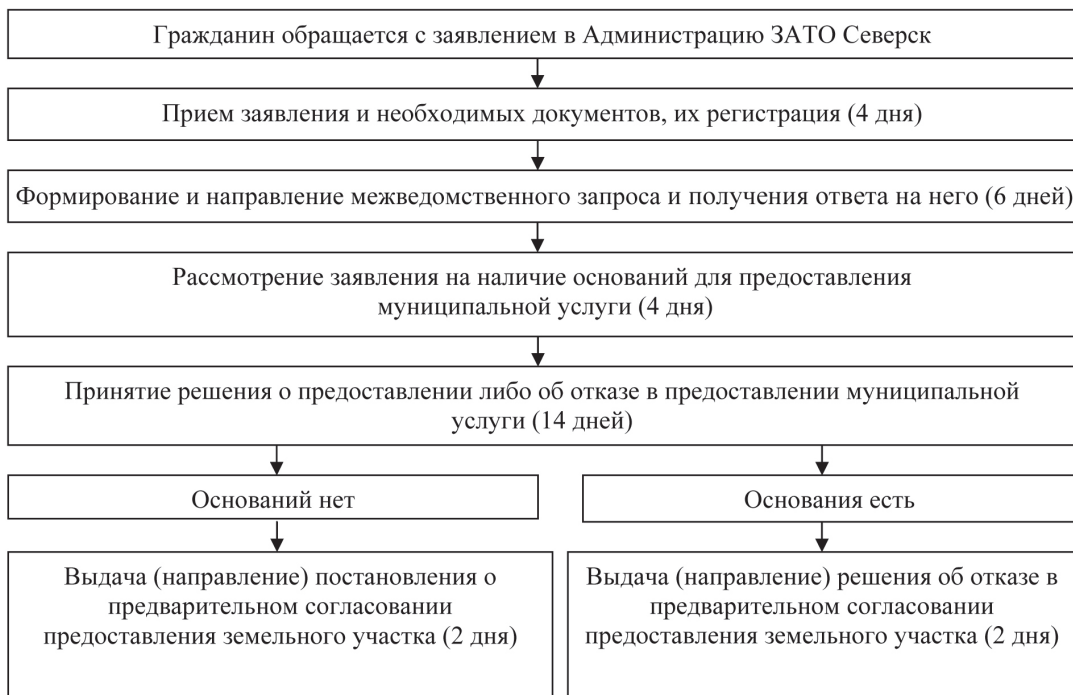 Гражданин обращается с заявлением в Администрацию ЗАТО Северск
Прием заявления и необходимых документов, их регистрация (4 дня)
Формирование и направление межведомственного запроса и получения ответа на него (6 дней)
Рассмотрение заявления на наличие оснований для предоставления
муниципальной услуги (4 дня)
Принятие решения о предоставлении либо об отказе в предоставлении муниципальной
услуги (14 дней)
Оснований нет
Основания есть
Выдача (направление) постановления о
предварительном согласовании
предоставления земельного участка (2 дня)
Выдача (направление) решения об отказе в
предварительном согласовании
предоставления земельного участка (2 дня)